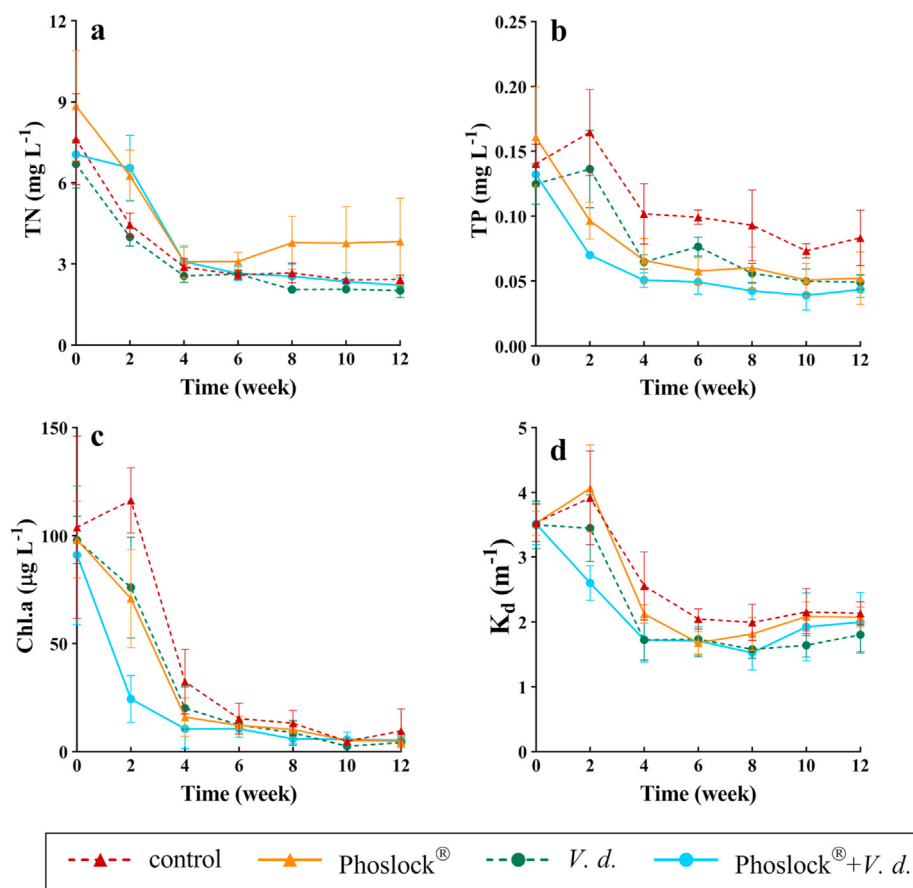 a
TN (mg L⁻¹)
12
9
6
3
0
0 2 4 6 8 10 12
Time (week)
b
TP (mg L⁻¹)
0.25
0.20
0.15
0.10
0.05
0.00
0 2 4 6 8 10 12
Time (week)
c
Chl.a (μg L⁻¹)
150
100
50
0
0 2 4 6 8 10 12
Time (week)
d
K_d (m⁻¹)
5
4
3
2
1
0
0 2 4 6 8 10 12
Time (week)
control Phoslock® V. d. Phoslock®+V. d.